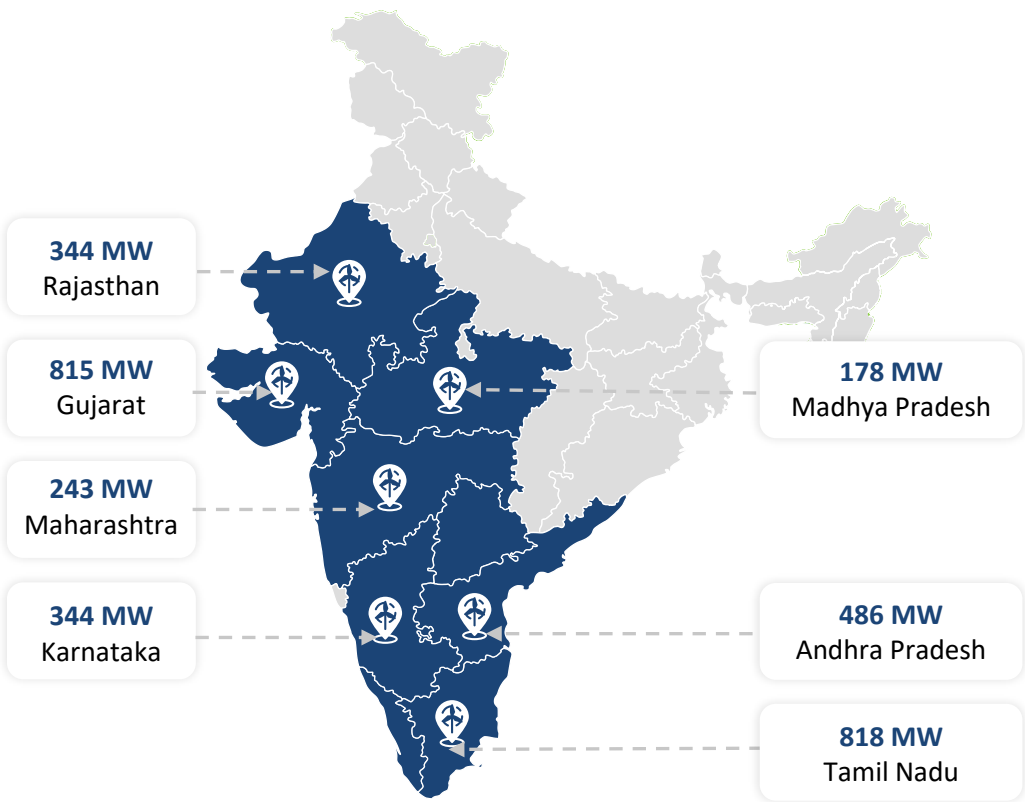 344 MW
Rajasthan
815 MW
Gujarat
243 MW
Maharashtra
344 MW
Karnataka
178 MW
Madhya Pradesh
486 MW
Andhra Pradesh
818 MW
Tamil Nadu